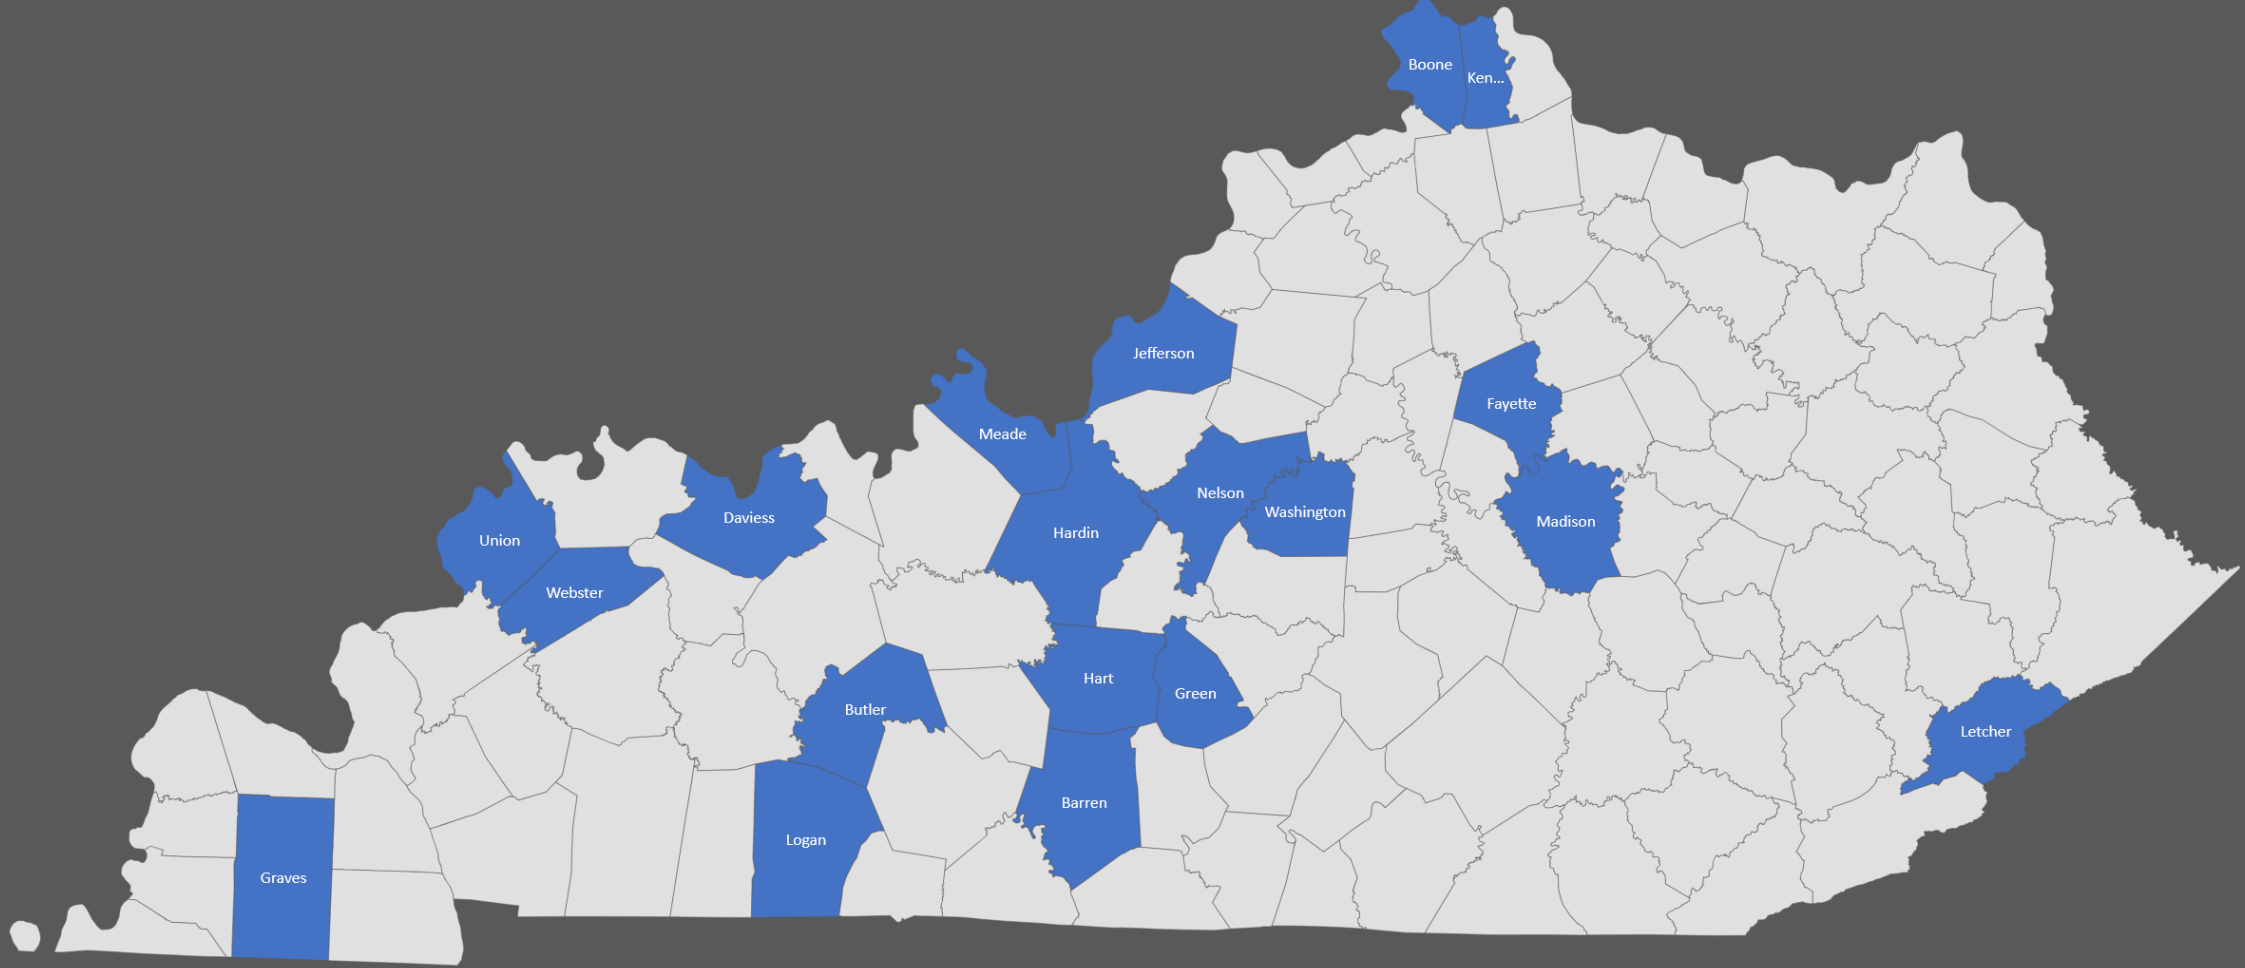 Boone
Ken...
Jefferson
Fayette
Meade
Nelson
Washington
Daviess
Madison
Hardin
Union
Webster
Hart
Green
Butler
Letcher
Barren
Logan
Graves